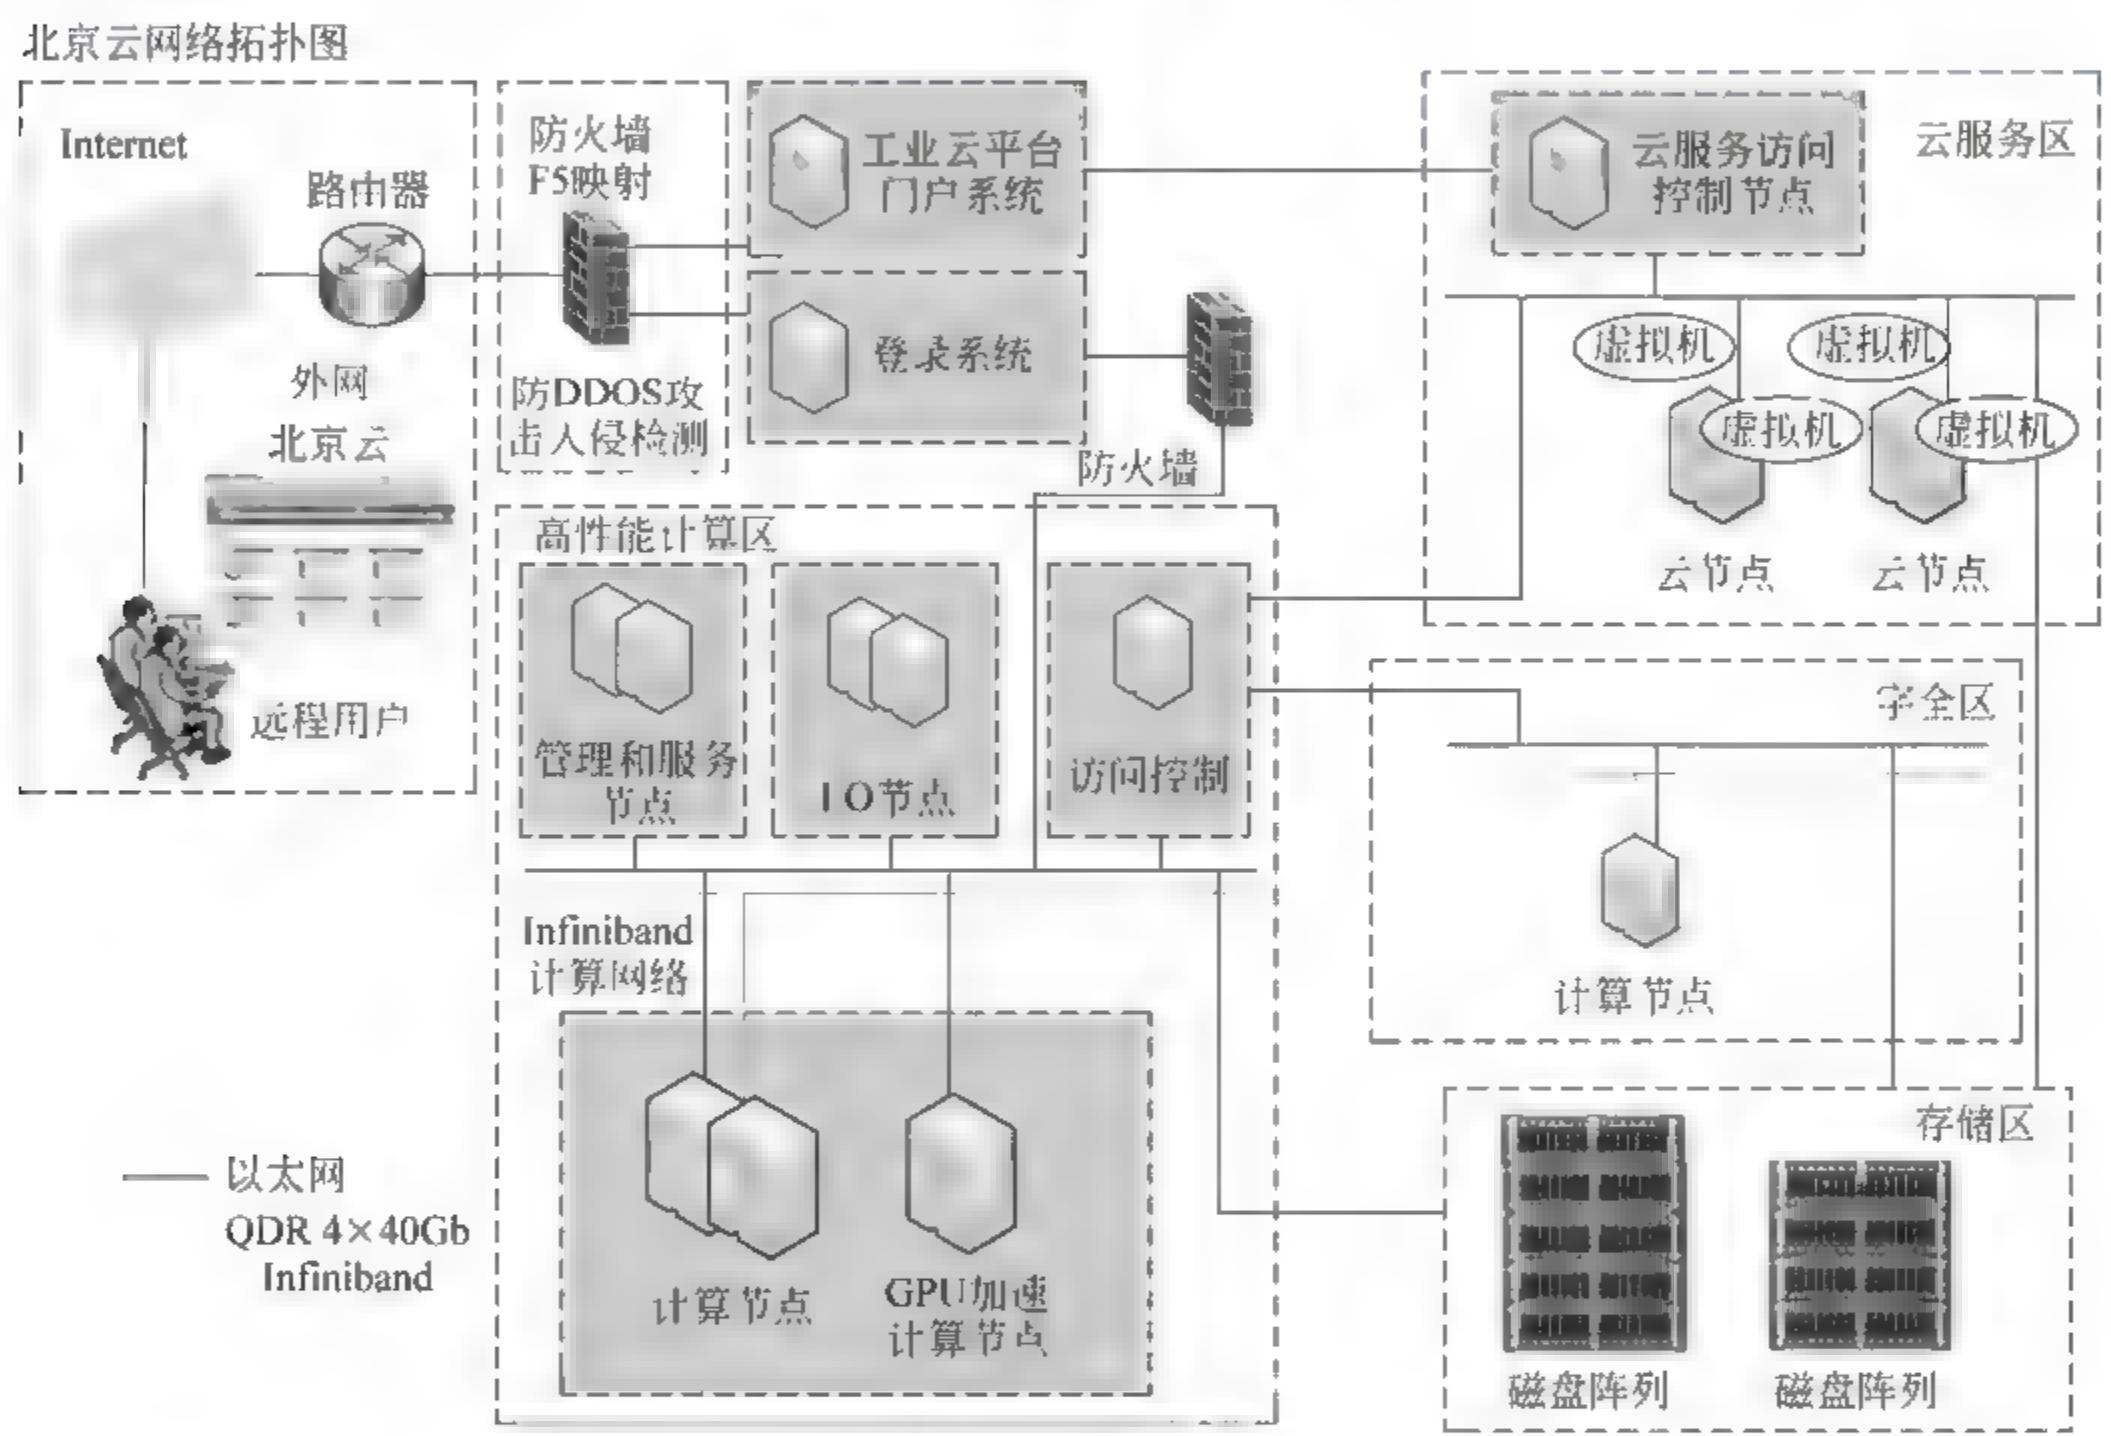 北京云网络拓扑图
Internet
路由器
外网
北京云
远程用户
防火墙
F5映射
防DDOS攻
击入侵检测
工业云平台
门户系统
登录系统
防火墙
云服务区
云服务访问
控制节点
虚拟机
虚拟机
虚拟机
虚拟机
云节点
云节点
高性能计算区
管理和服务
节点
I O节点
访问控制
Infiniband
计算网络
计算节点
GPU加速
计算节点
字全区
计算节点
存储区
磁盘阵列
磁盘阵列
以太网
QDR 4×40Gb
Infiniband